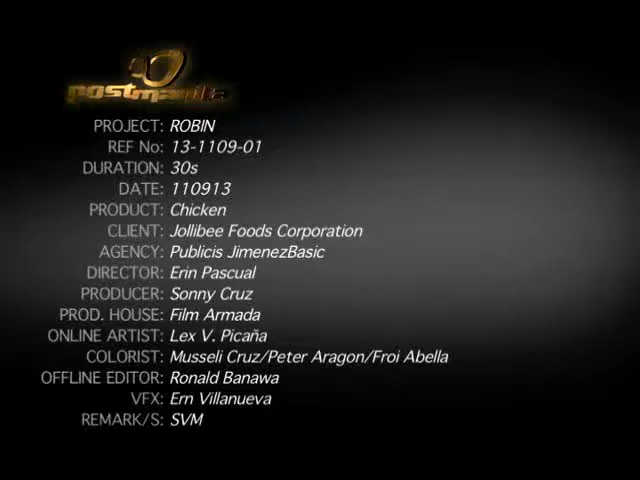 postmanila
PROJECT: ROBIN
REF No: 13-1109-01
DURATION: 30s
DATE: 110913
PRODUCT: Chicken
CLIENT: Jollibee Foods Corporation
AGENCY: Publicis JimenezBasic
DIRECTOR: Erin Pascual
PRODUCER: Sonny Cruz
PROD. HOUSE: Film Armada
ONLINE ARTIST: Lex V. Picaña
COLORIST: Musseli Cruz/Peter Aragon/Froi Abella
OFFLINE EDITOR: Ronald Banawa
VFX: Ern Villanueva
REMARK/S: SVM